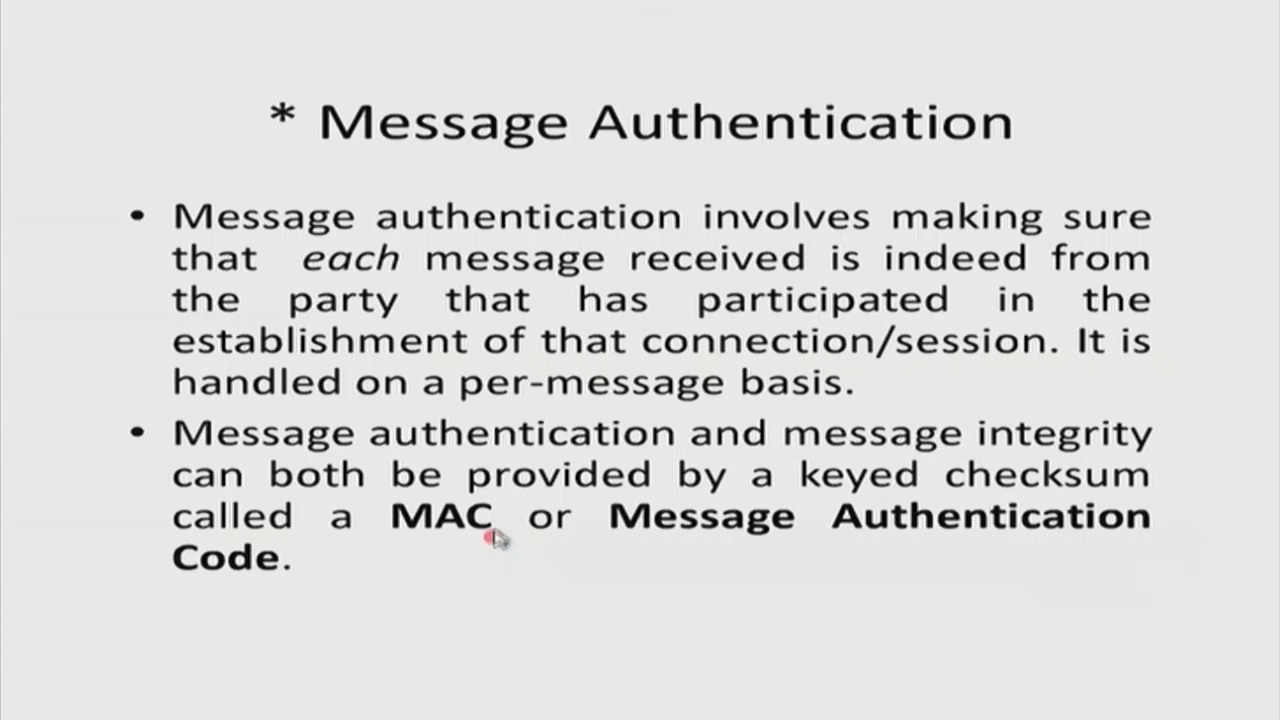 * Message Authentication
• Message authentication involves making sure
that each message received is indeed from
the party that has participated in the
establishment of that connection/session. It is
handled on a per-message basis.
• Message authentication and message integrity
can both be provided by a keyed checksum
called a MAC or Message Authentication
Code.